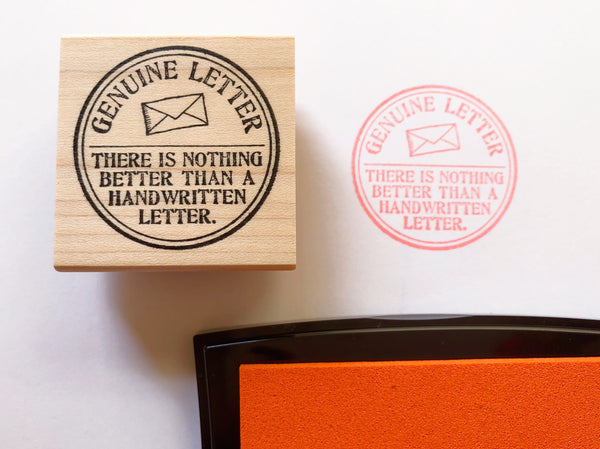 GENUINE LETTER
THERE IS NOTHING
BETTER THAN A
HANDWRITTEN
LETTER.
GENUINE LETTER
THERE IS NOTHING
BETTER THAN A
HANDWRITTEN
LETTER.